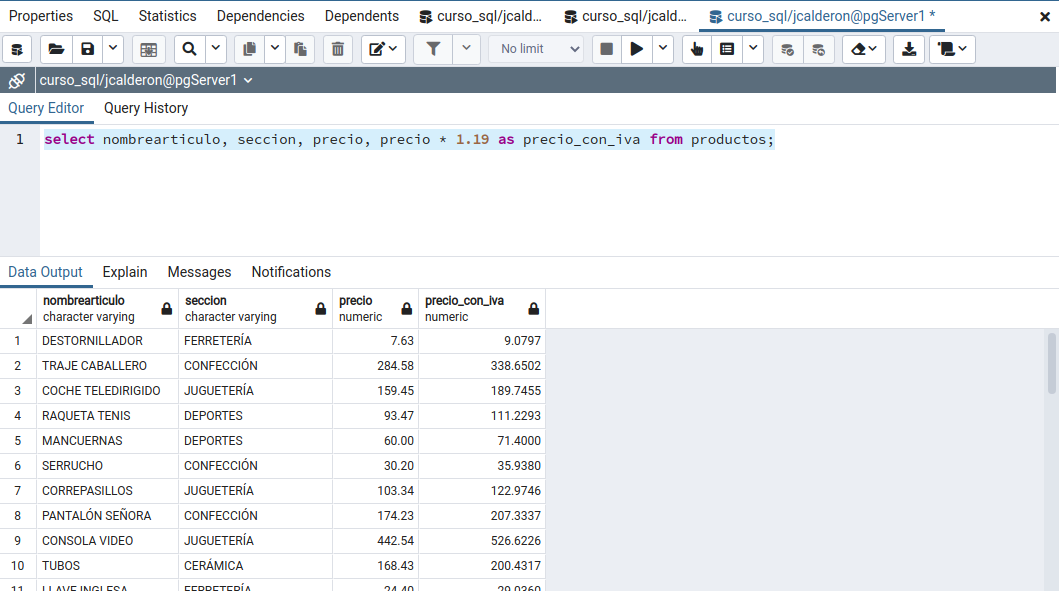 Properties SQL Statistics Dependencies Dependents curso_sql/jcald... curso_sql/jcald... curso_sql/jcalderon@pgServer1 *
No limit
curso_sql/jcalderon@pgServer1
Query Editor Query History
1 select nombrearticulo, seccion, precio, precio * 1.19 as precio_con_iva from productos;
Data Output Explain Messages Notifications
nombrearticulo seccion precio precio_con_iva
character varying character varying numeric numeric
1 DESTORNILLADOR FERRETERÍA 7.63 9.0797
2 TRAJE CABALLERO CONFECCIÓN 284.58 338.6502
3 COCHE TELEDIRIGIDO JUGUETERÍA 159.45 189.7455
4 RAQUETA TENIS DEPORTES 93.47 111.2293
5 MANCUERNAS DEPORTES 60.00 71.4000
6 SERRUCHO CONFECCIÓN 30.20 35.9380
7 CORREPASILLOS JUGUETERÍA 103.34 122.9746
8 PANTALÓN SEÑORA CONFECCIÓN 174.23 207.3337
9 CONSOLA VIDEO JUGUETERÍA 442.54 526.6226
10 TUBOS CERÁMICA 168.43 200.4317
11 LLAVE INGLESA FERRETERÍA 24.40 29.0360